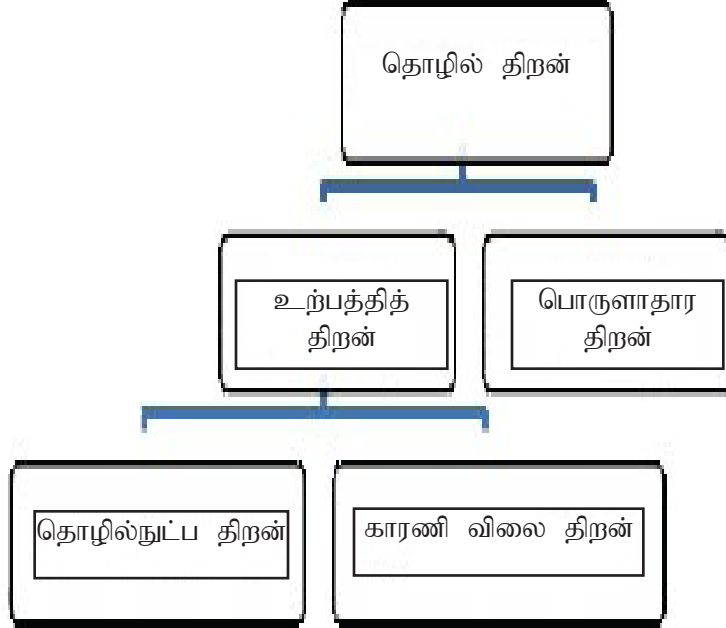 தொழில் திறன்
உற்பத்தித்
திறன்
பொருளாதார
திறன்
தொழில்நுட்ப திறன்
காரணி விலை திறன்